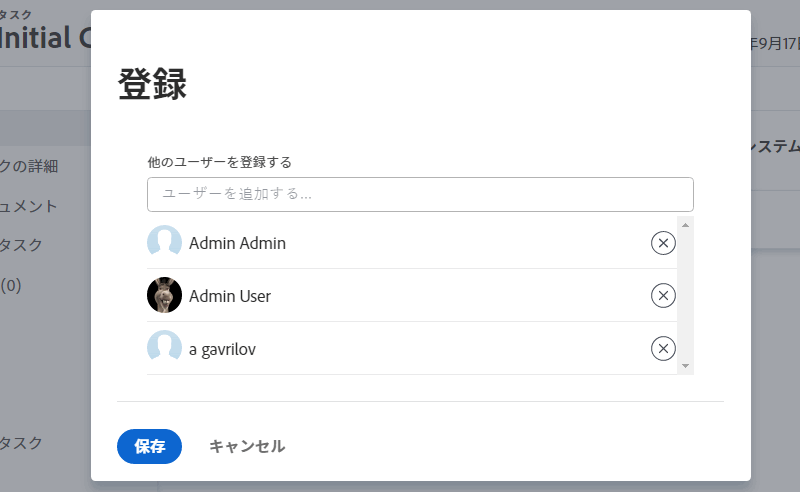 タスク
Initial
年9月17
登録
システム
他のユーザーを登録する
クの詳細
ユーザーを追加する...
ュメント
Admin Admin
タスク
(0)
Admin User
a gavrilov
タスク
保存
キャンセル